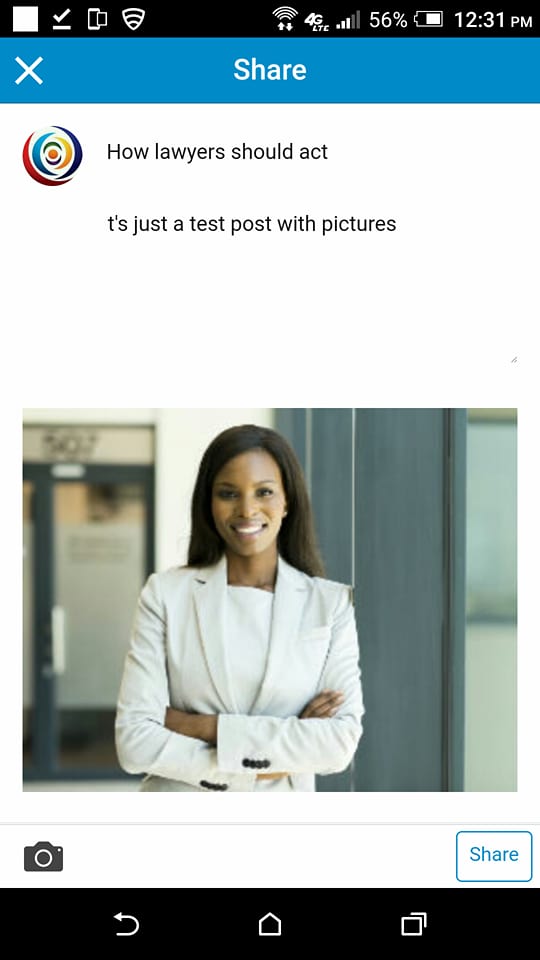 4G LTE 56% 12:31 PM
Share
How lawyers should act
t's just a test post with pictures
507
Share